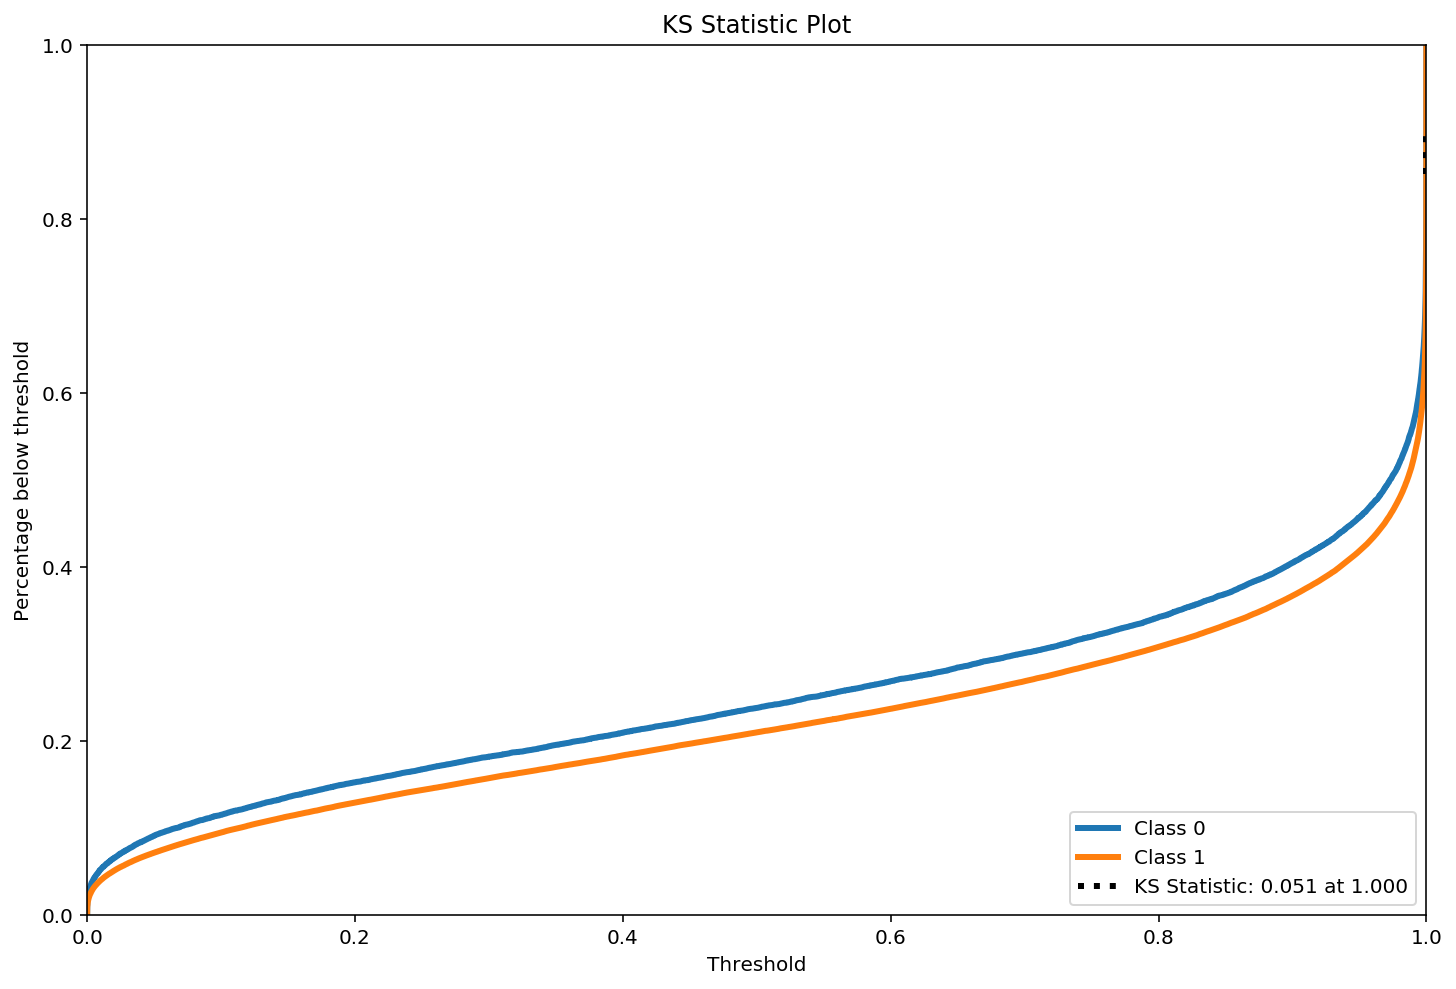 KS Statistic Plot
1.0
0.8
0.6
0.4
0.2
0.0
Percentage below threshold
Class 0
Class 1
KS Statistic: 0.051 at 1.000
0.0 0.2 0.4 0.6 0.8 1.0
Threshold